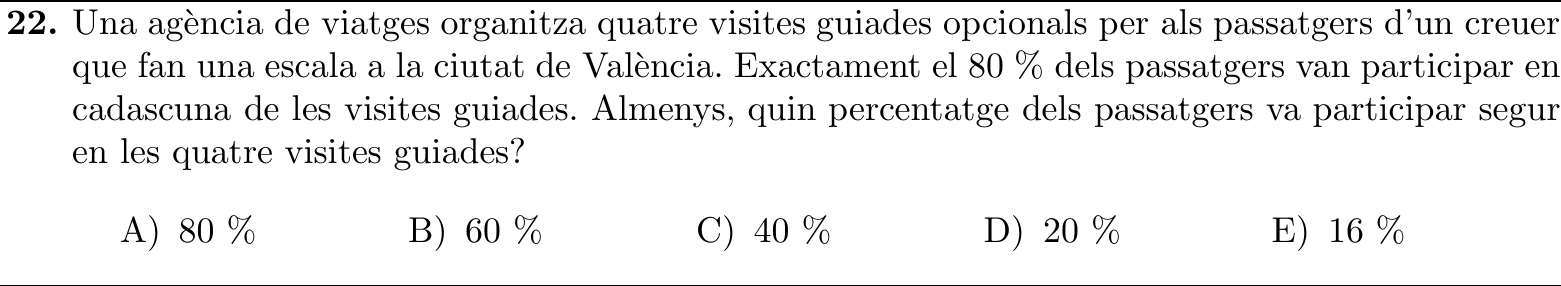 22. Una agència de viatges organitza quatre visites guiades opcionals per als passatgers d'un creuer
que fan una escala a la ciutat de València. Exactament el 80 % dels passatgers van participar en
cadascuna de les visites guiades. Almenys, quin percentatge dels passatgers va participar segur
en les quatre visites guiades?
A) 80 % B) 60 % C) 40 % D) 20 % E) 16 %